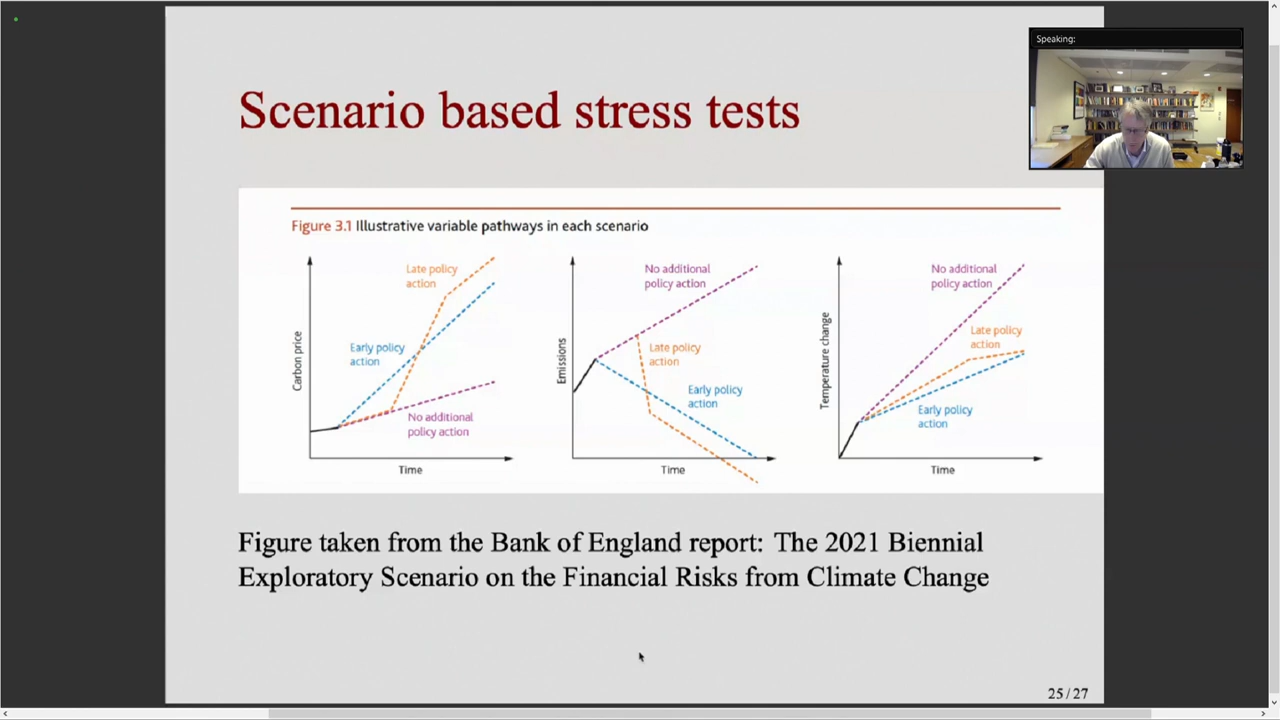 Speaking:
Scenario based stress tests
Figure 3.1 Illustrative variable pathways in each scenario
Carbon price
Late policy
action
Early policy
action
No additional
policy action
Time
Emissions
No additional
policy action
Late policy
action
Early policy
action
Time
Temperature change
No additional
policy action
Late policy
action
Early policy
action
Time
Figure taken from the Bank of England report: The 2021 Biennial
Exploratory Scenario on the Financial Risks from Climate Change
25/27